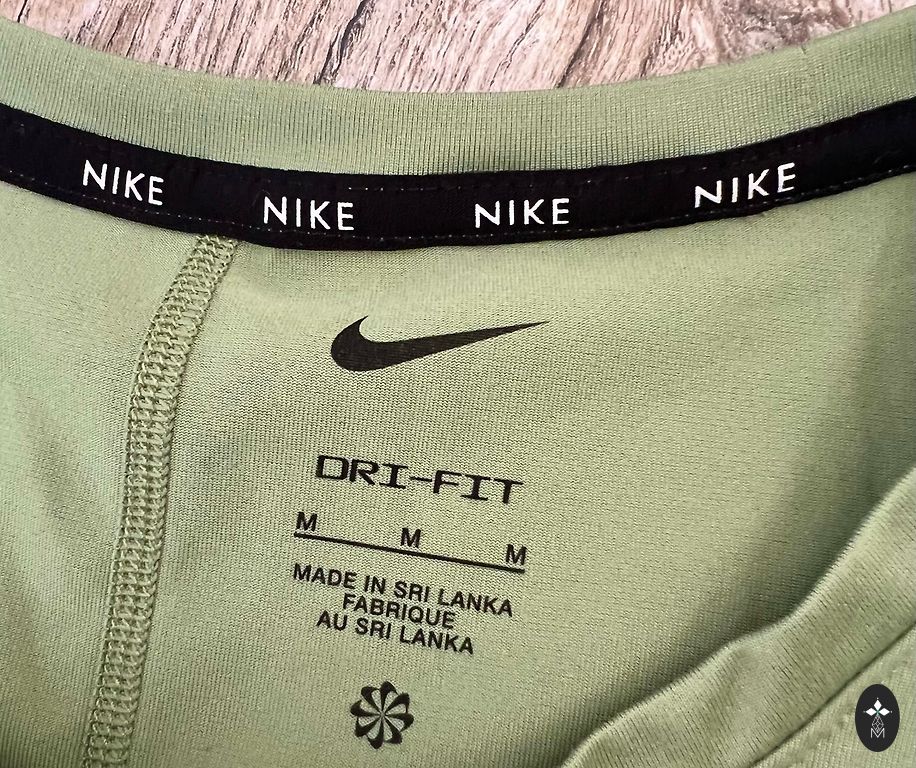 NIKE NIKE NIKE NIKE
DRI-FIT
M M M
MADE IN SRI LANKA
FABRIQUE
AU SRI LANKA
M